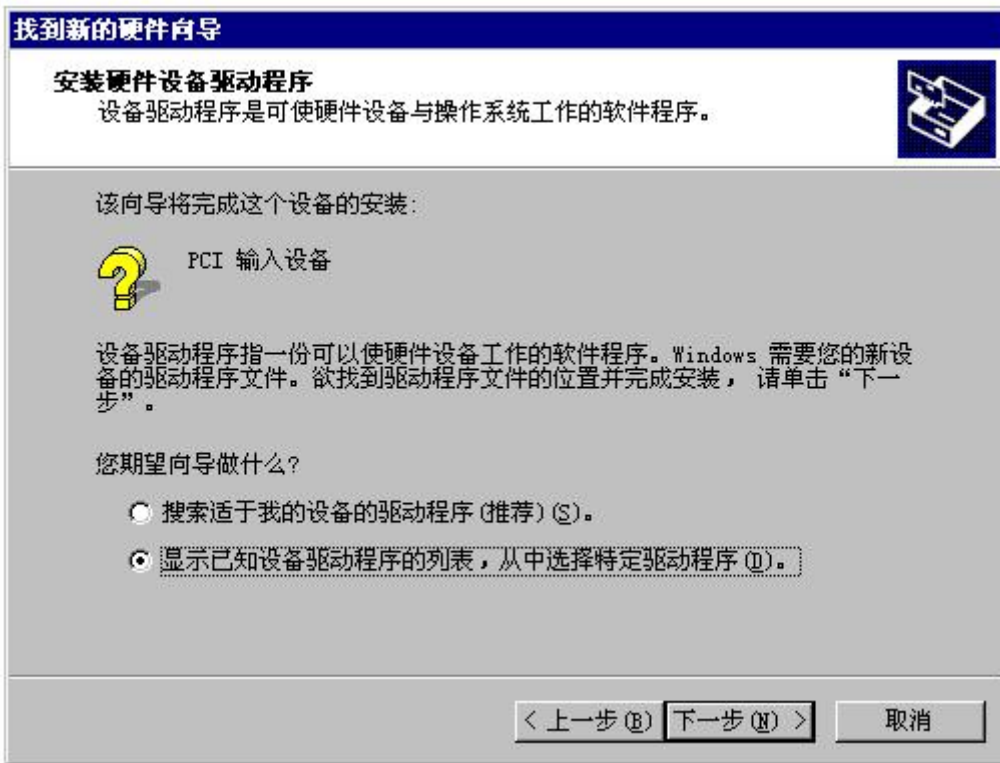 找到新的硬件向导
安装硬件设备驱动程序
设备驱动程序是可使硬件设备与操作系统工作的软件程序。
该向导将完成这个设备的安装:
PCI 输入设备
设备驱动程序指一份可以使硬件设备工作的软件程序。Windows 需要您的新设
备的驱动程序文件。欲找到驱动程序文件的位置并完成安装， 请单击“下一
步”。
您期望向导做什么?
搜索适于我的设备的驱动程序(推荐)(S)。
显示已知设备驱动程序的列表，从中选择特定驱动程序(D)。
< 上一步(B) 下一步(N) > 取消